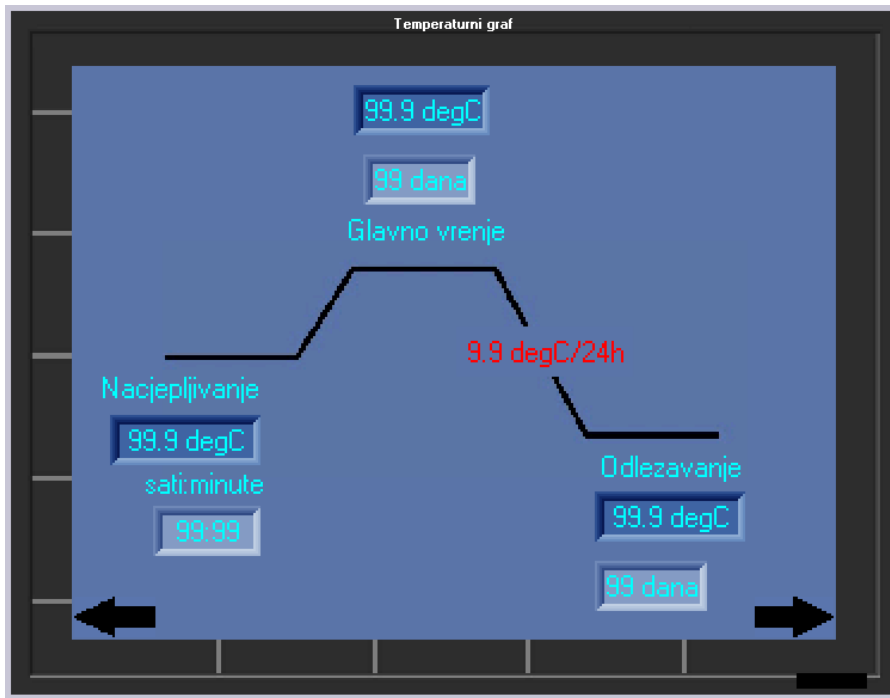 Temperaturni graf
99.9 degC
99 dana
Glavno vrenje
9.9 degC/24h
Nacjepljivanje
99.9 degC
sati:minute
99:99
Odlezavanje
99.9 degC
99 dana